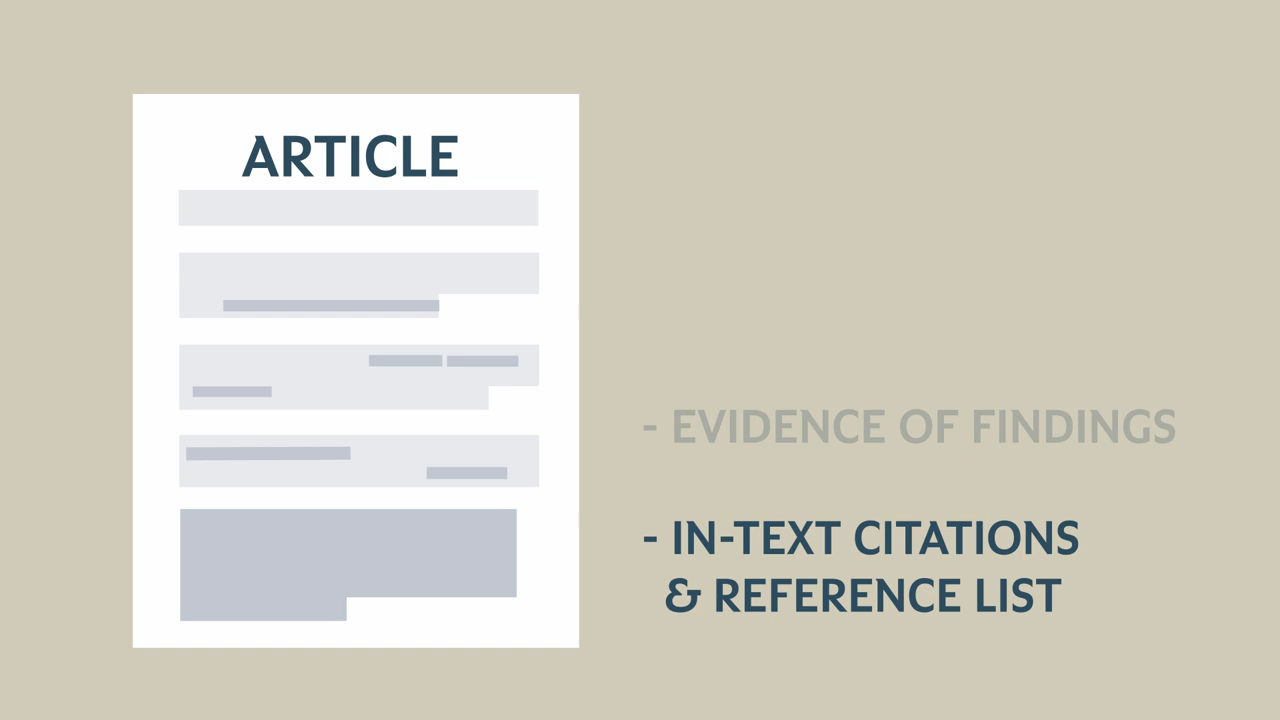 ARTICLE
- EVIDENCE OF FINDINGS
- IN-TEXT CITATIONS
& REFERENCE LIST